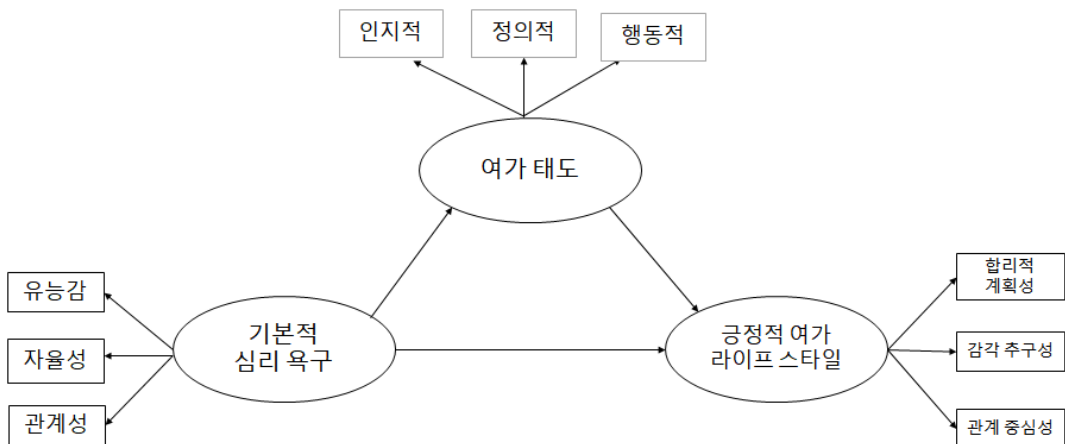 인지적
정의적
행동적
여가 태도
유능감
자율성
관계성
기본적
심리 욕구
긍정적 여가
라이프 스타일
합리적
계획성
감각 추구성
관계 중심성